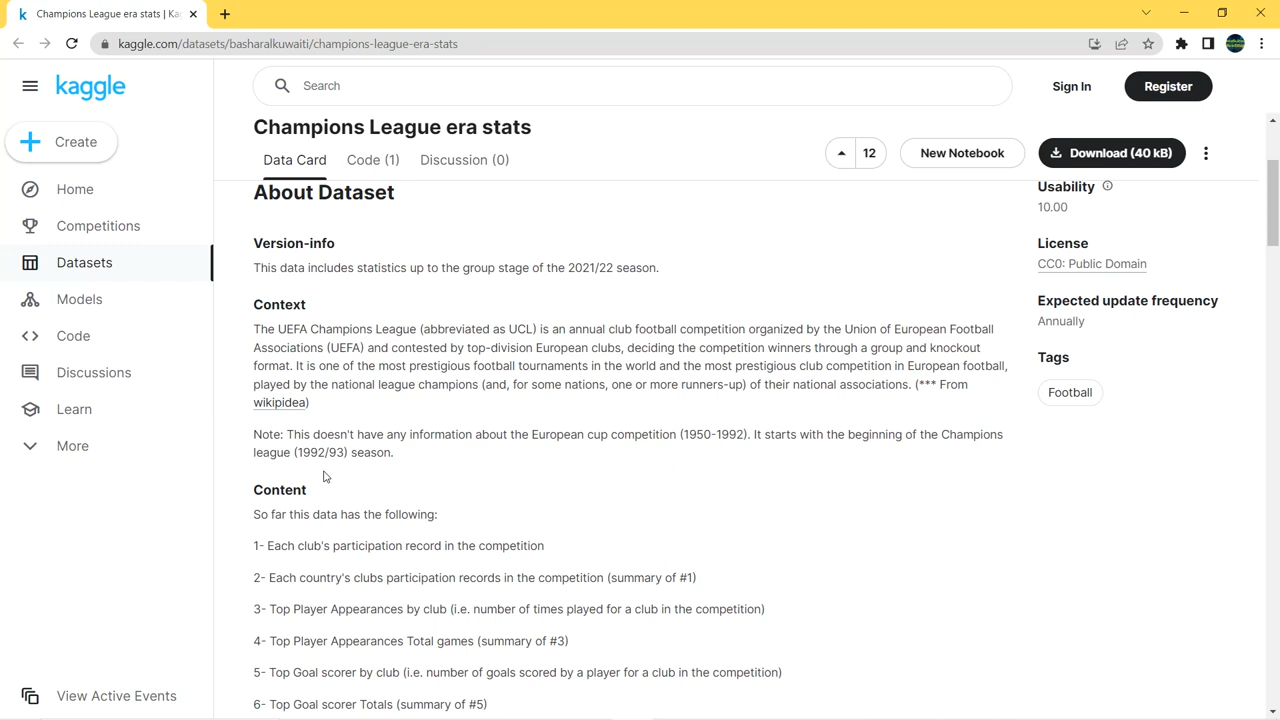 Champions League era stats | Ka
kaggle.com/datasets/basharalkuwaiti/champions-league-era-stats
kaggle
Search
Sign In
Register
Create
Home
Competitions
Datasets
Models
Code
Discussions
Learn
More
View Active Events
Champions League era stats
Data Card
Code (1)
Discussion (0)
12
New Notebook
Download (40 kB)
About Dataset
Version-info
This data includes statistics up to the group stage of the 2021/22 season.
Context
The UEFA Champions League (abbreviated as UCL) is an annual club football competition organized by the Union of European Football
Associations (UEFA) and contested by top-division European clubs, deciding the competition winners through a group and knockout
format. It is one of the most prestigious football tournaments in the world and the most prestigious club competition in European football,
played by the national league champions (and, for some nations, one or more runners-up) of their national associations. (*** From
wikipidea)
Note: This doesn't have any information about the European cup competition (1950-1992). It starts with the beginning of the Champions
league (1992/93) season.
Content
So far this data has the following:
1- Each club's participation record in the competition
2- Each country's clubs participation records in the competition (summary of #1)
3- Top Player Appearances by club (i.e. number of times played for a club in the competition)
4- Top Player Appearances Total games (summary of #3)
5- Top Goal scorer by club (i.e. number of goals scored by a player for a club in the competition)
6- Top Goal scorer Totals (summary of #5)
Usability
10.00
License
CC0: Public Domain
Expected update frequency
Annually
Tags
Football